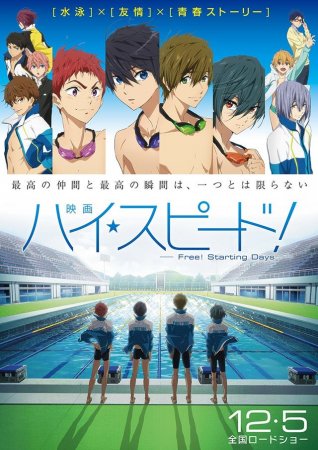 [水泳]×[友情]×[青春ストーリー]
最高の仲間と最高の瞬間は、一つとは限らない
映画
ハイ☆スピード!
Free! Starting Days
12・5
全国ロードショー